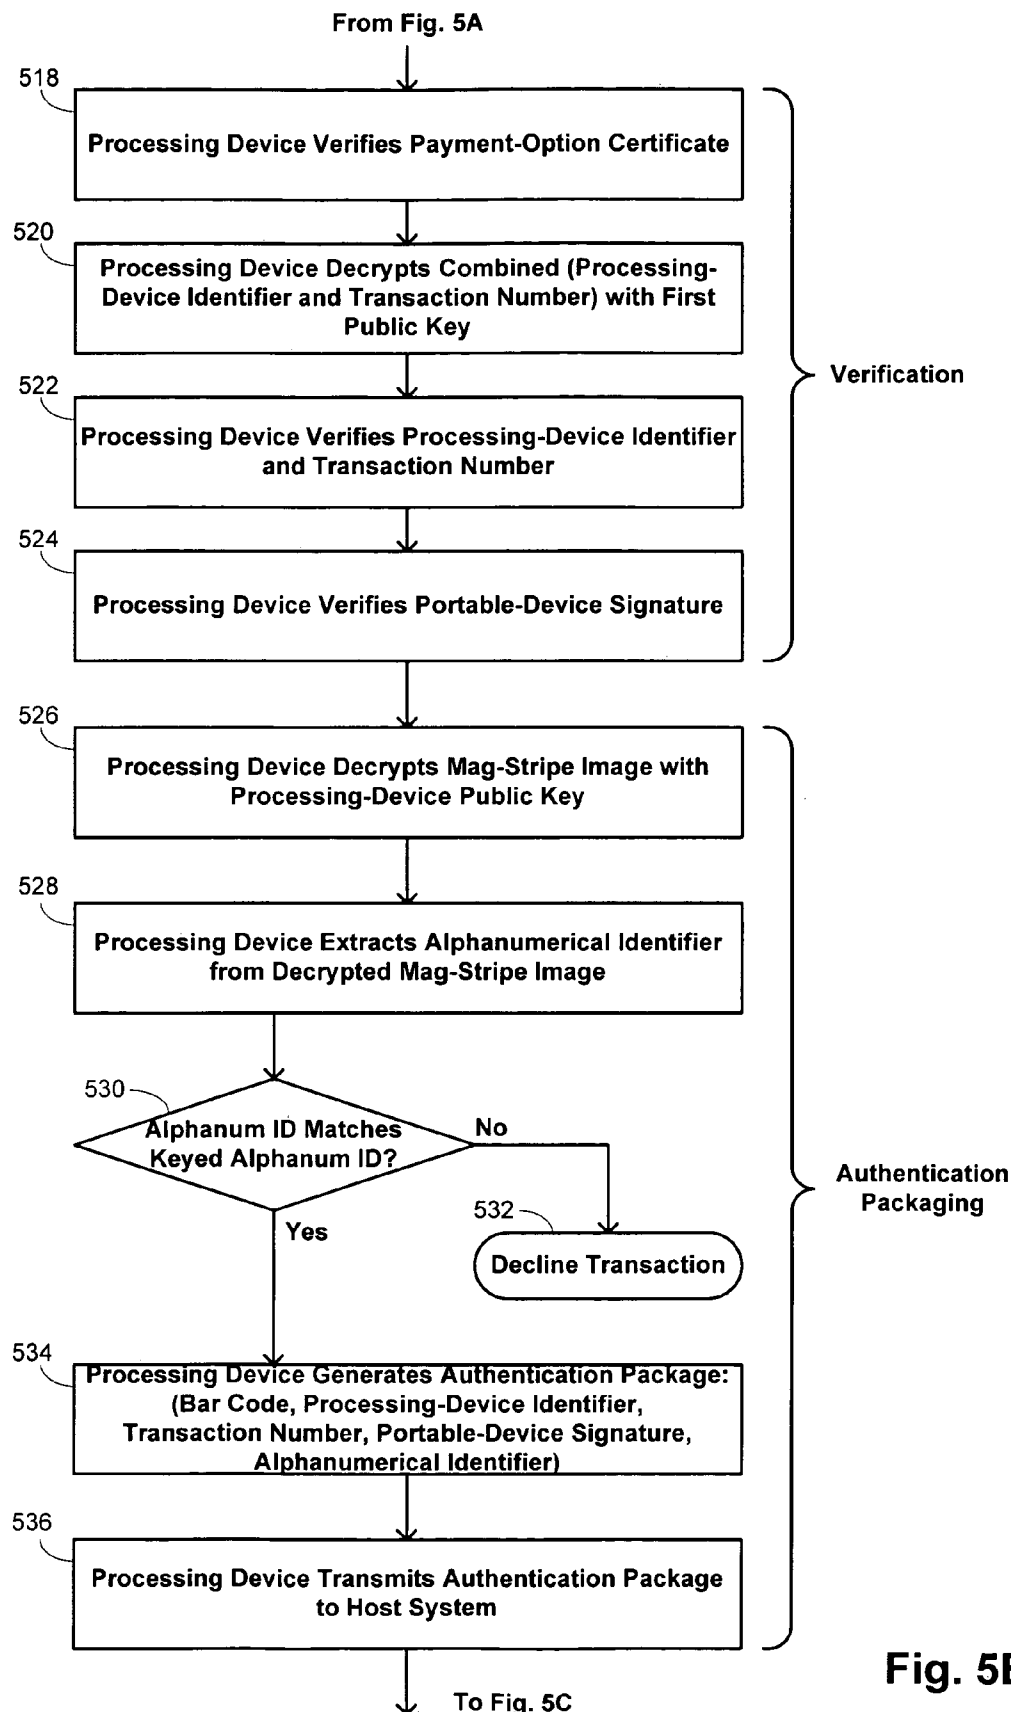 From Fig. 5A
518
Processing Device Verifies Payment-Option Certificate
520
Processing Device Decrypts Combined (Processing-
Device Identifier and Transaction Number) with First
Public Key
Verification
522
Processing Device Verifies Processing-Device Identifier
and Transaction Number
524
Processing Device Verifies Portable-Device Signature
526
Processing Device Decrypts Mag-Stripe Image with
Processing-Device Public Key
528
Processing Device Extracts Alphanumerical Identifier
from Decrypted Mag-Stripe Image
530
Alphanum ID Matches
Keyed Alphanum ID?
No
Yes
532
Decline Transaction
Authentication
Packaging
534
Processing Device Generates Authentication Package:
(Bar Code, Processing-Device Identifier,
Transaction Number, Portable-Device Signature,
Alphanumerical Identifier)
536
Processing Device Transmits Authentication Package
to Host System
Fig. 5B
To Fig. 5C